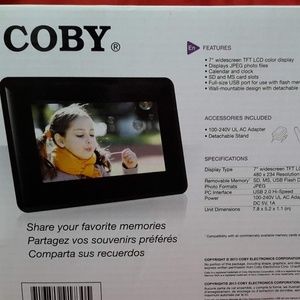 COBY®
En FEATURES
• 7" widescreen TFT LCD color display
• Displays JPEG photo files
• Calendar and clock
• SD and MS card slots
• Full-size USB port for use with flash
• Wall-mountable design with detachable
ACCESSORIES INCLUDED
• 100-240V UL AC Adapter
• Detachable Stand
SPECIFICATIONS
Display Type 7" widescreen TFT
480 x 234 Resolution
Removable Memory SD, MS, USB Flash
Photo Formats JPEG
PC Interface USB 2.0 Hi-Speed
Power 100-240V UL AC
DC 5V, 1A
Unit Dimensions 7.8 x 5.2 x 1.1
Share your favorite memories
Partagez vos souvenirs préférés
Comparta sus recuerdos
COPYRIGHT © 2013 COBY ELECTRONICS CORPORATION
COPYRIGHT © 2013 COBY ELECTRONICS CORPORATION